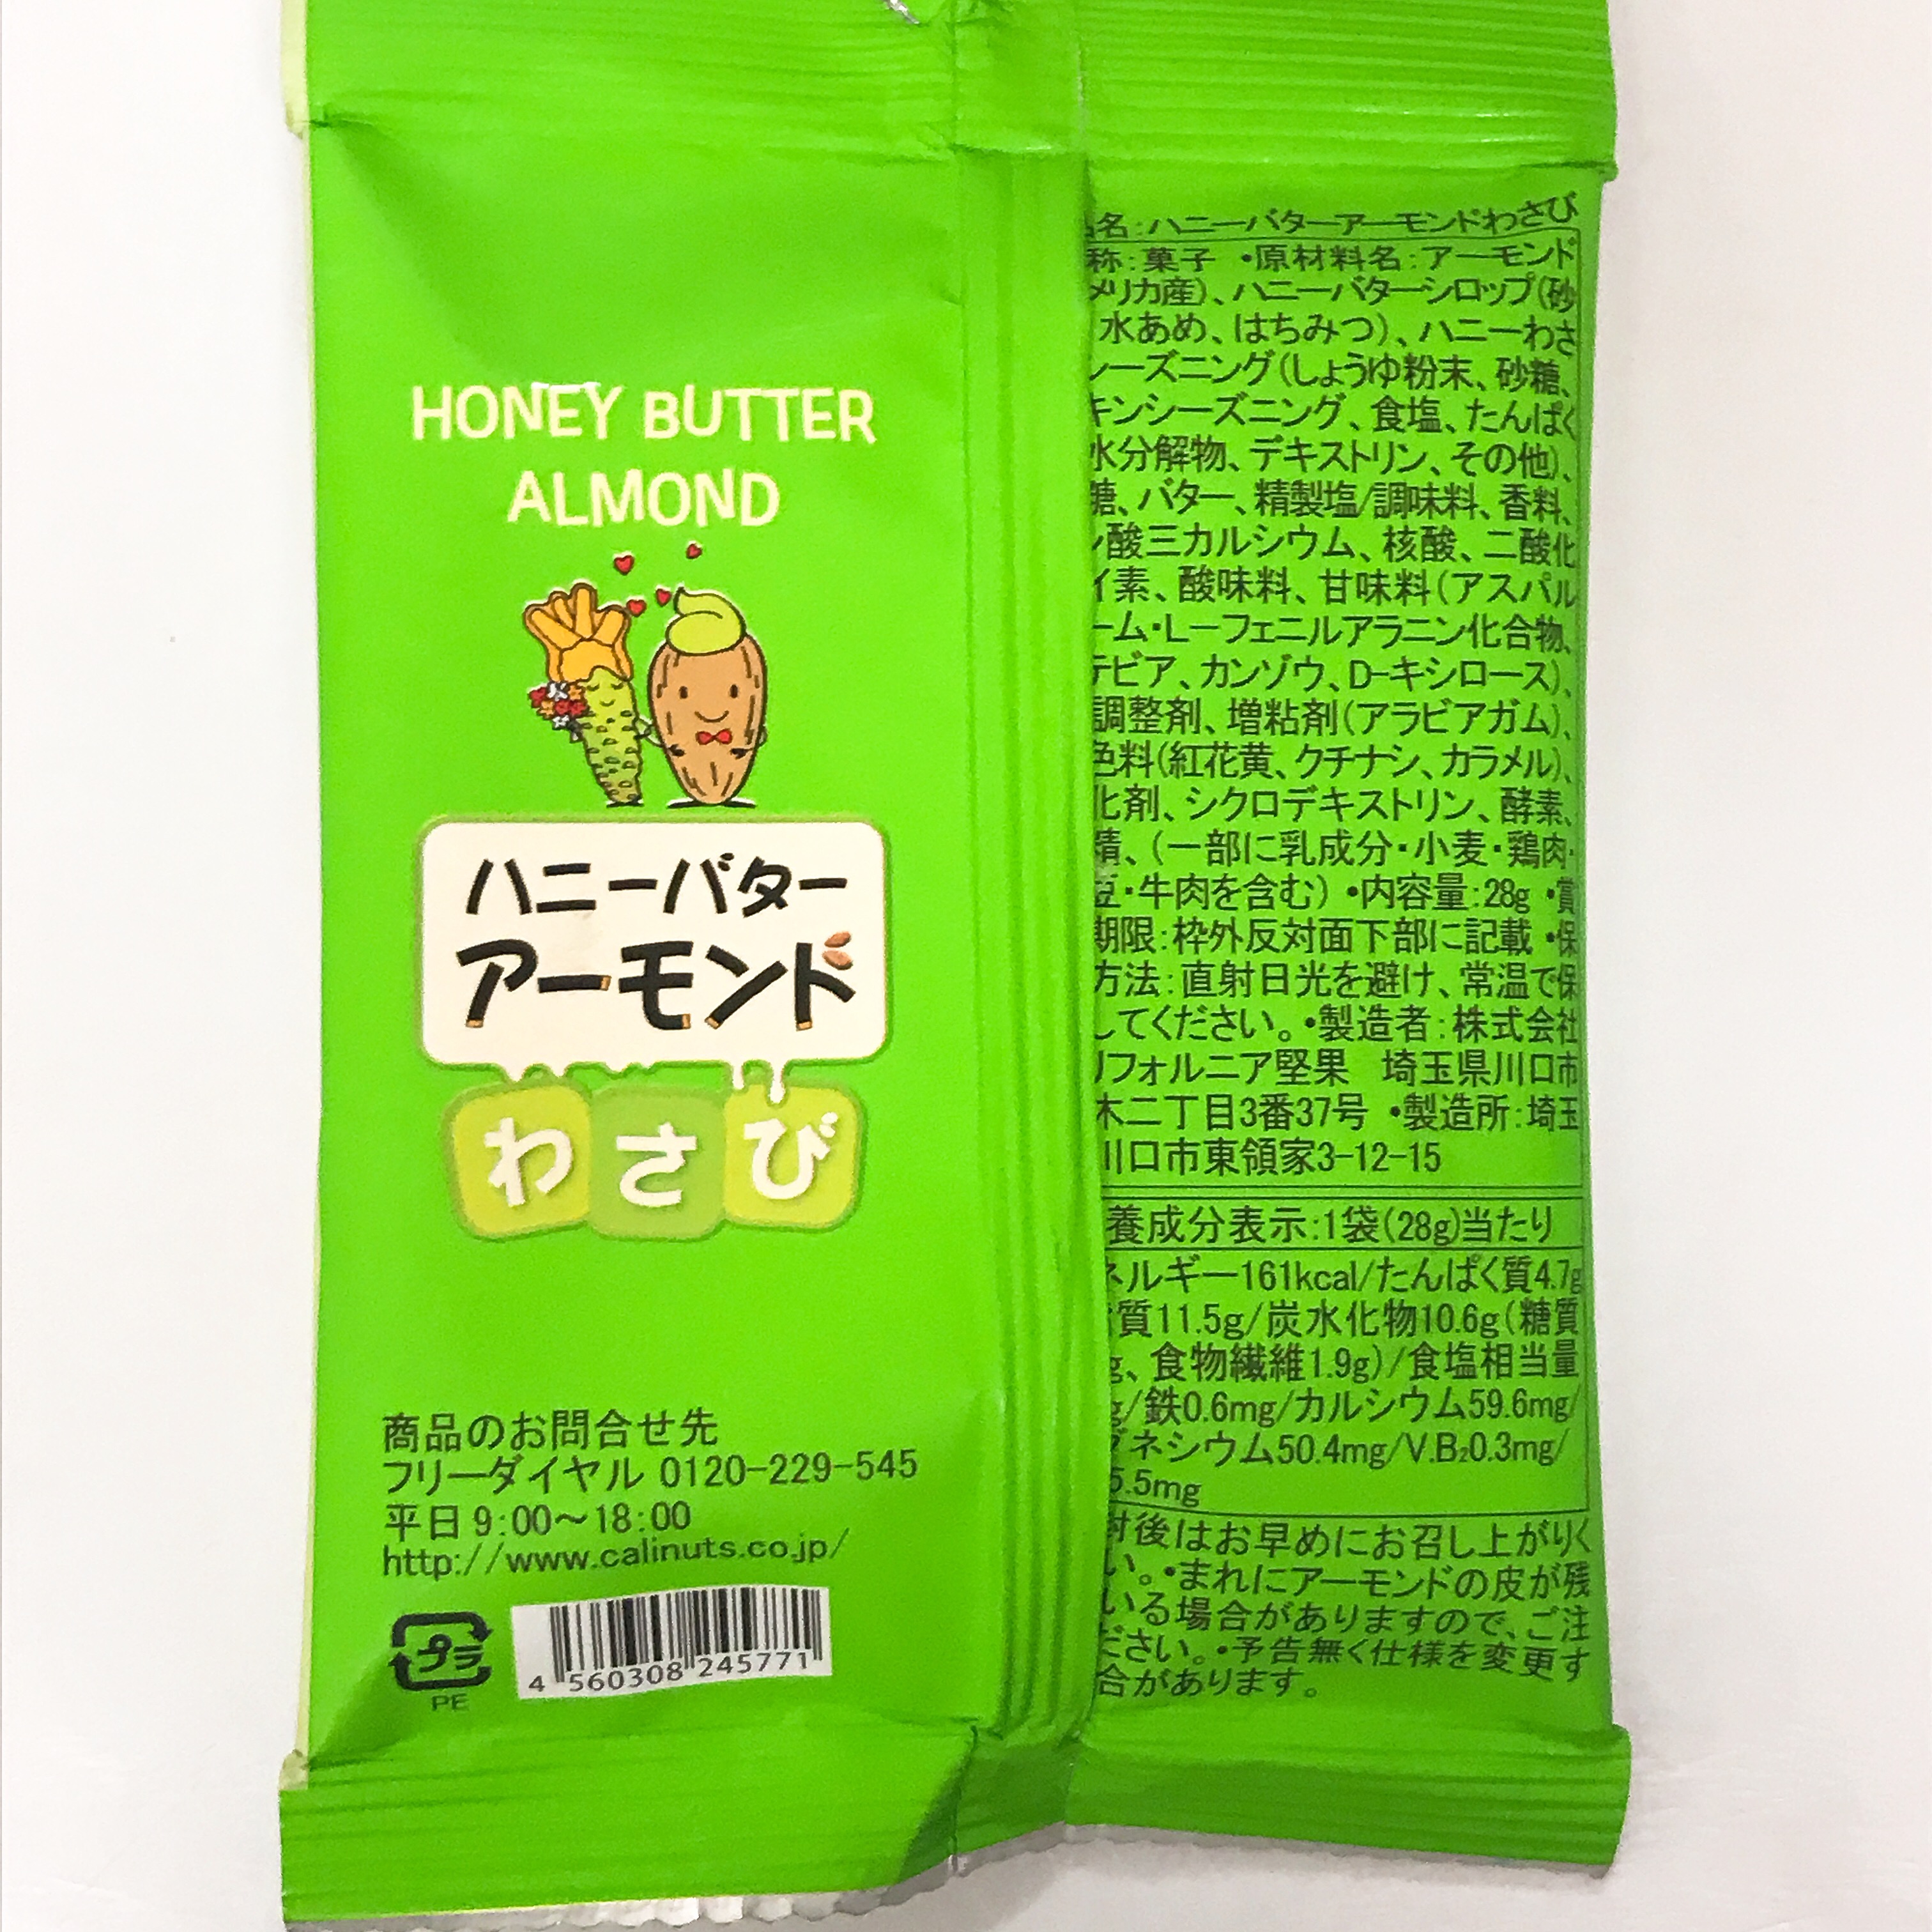 HONEY BUTTER
ALMOND
ハニーバター
アーモンド
わさび
商品のお問合せ先
フリーダイヤル 0120-229-545
平日 9:00〜18:00
http://www.calinuts.co.jp/
プラ
PE
4 560308 245771
名:ハニーバターアーモンドわさび
称:菓子 •原材料名:アーモンド
メリカ産)、ハニーバターシロップ(砂
水あめ、はちみつ)、ハニーわさ
シーズニング(しょうゆ粉末、砂糖、
キンシーズニング、食塩、たんぱく
水分解物、デキストリン、その他)、
糖、バター、精製塩/調味料、香料、
ン酸三カルシウム、核酸、二酸化
イ素、酸味料、甘味料(アスパル
ーム・L-フェニルアラニン化合物、
テビア、カンゾウ、D-キシロース)、
調整剤、増粘剤(アラビアガム)、
色料(紅花黄、クチナシ、カラメル)、
化剤、シクロデキストリン、酵素、
精、(一部に乳成分・小麦・鶏肉・
豆・牛肉を含む) •内容量:28g •賞
期限:枠外反対面下部に記載 •保
方法:直射日光を避け、常温で保
してください。•製造者:株式会社
リフォルニア堅果 埼玉県川口市
木二丁目3番37号 •製造所:埼玉
川口市東領家3-12-15
養成分表示:1袋(28g)当たり
ネルギー161kcal/たんぱく質4.7g
質11.5g/炭水化物10.6g(糖質
g、食物繊維1.9g)/食塩相当量
g/鉄0.6mg/カルシウム59.6mg/
グネシウム50.4mg/V.B₂0.3mg/
5.5mg
封後はお早めにお召し上がりく
い。•まれにアーモンドの皮が残
いる場合がありますので、ご注
ださい。•予告無く仕様を変更す
合があります。